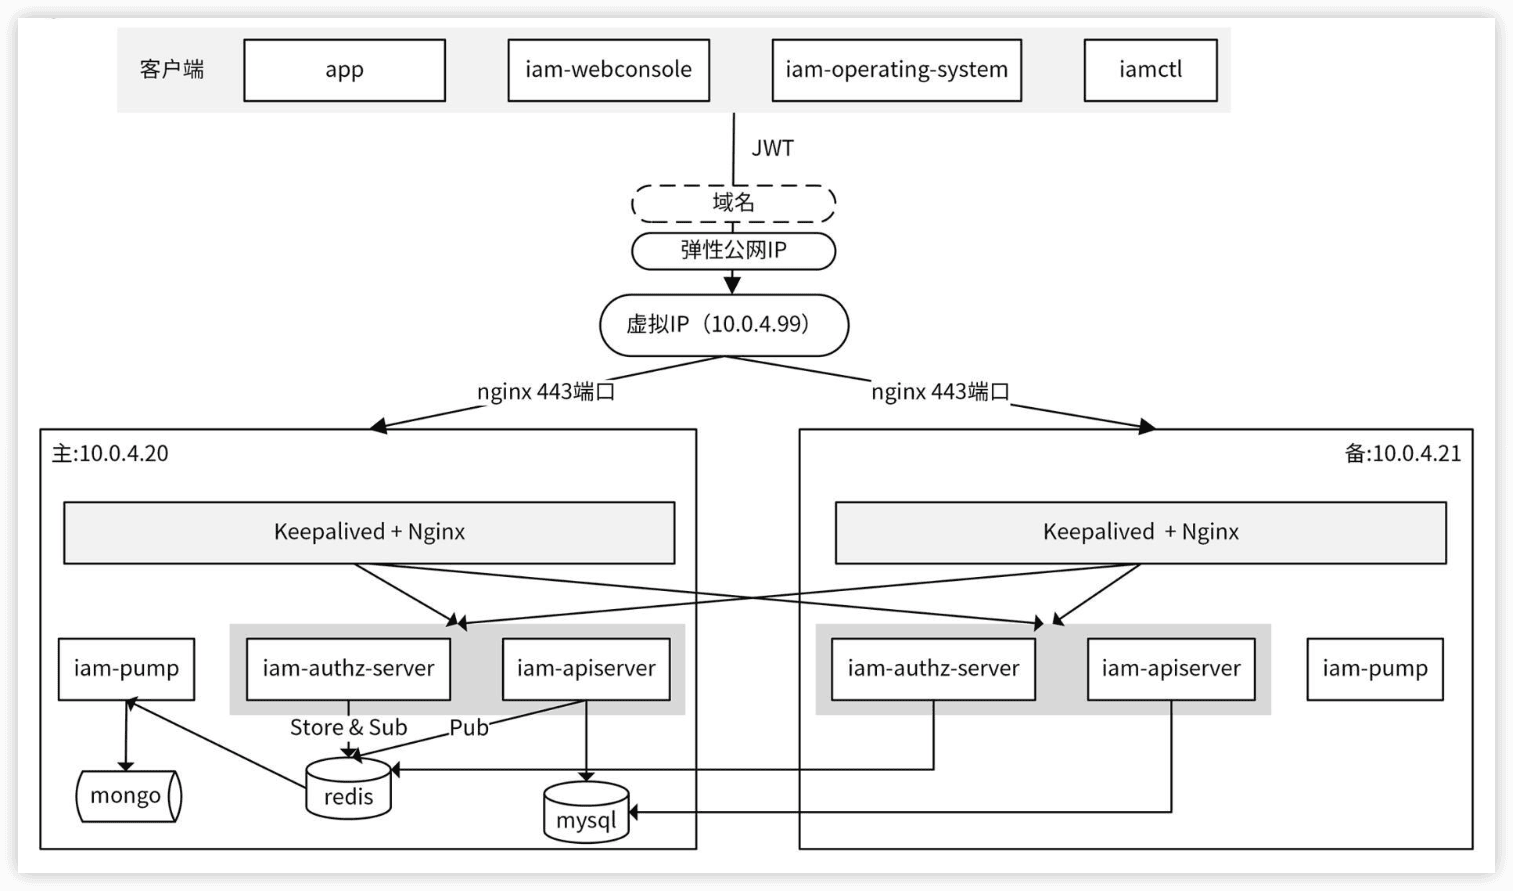 客户端
app
iam-webconsole
iam-operating-system
iamctl
JWT
域名
弹性公网IP
虚拟IP（10.0.4.99）
nginx 443端口
nginx 443端口
主:10.0.4.20
备:10.0.4.21
Keepalived + Nginx
Keepalived + Nginx
iam-pump
iam-authz-server
iam-apiserver
iam-authz-server
iam-apiserver
iam-pump
Store & Sub
Pub
mongo
redis
mysql